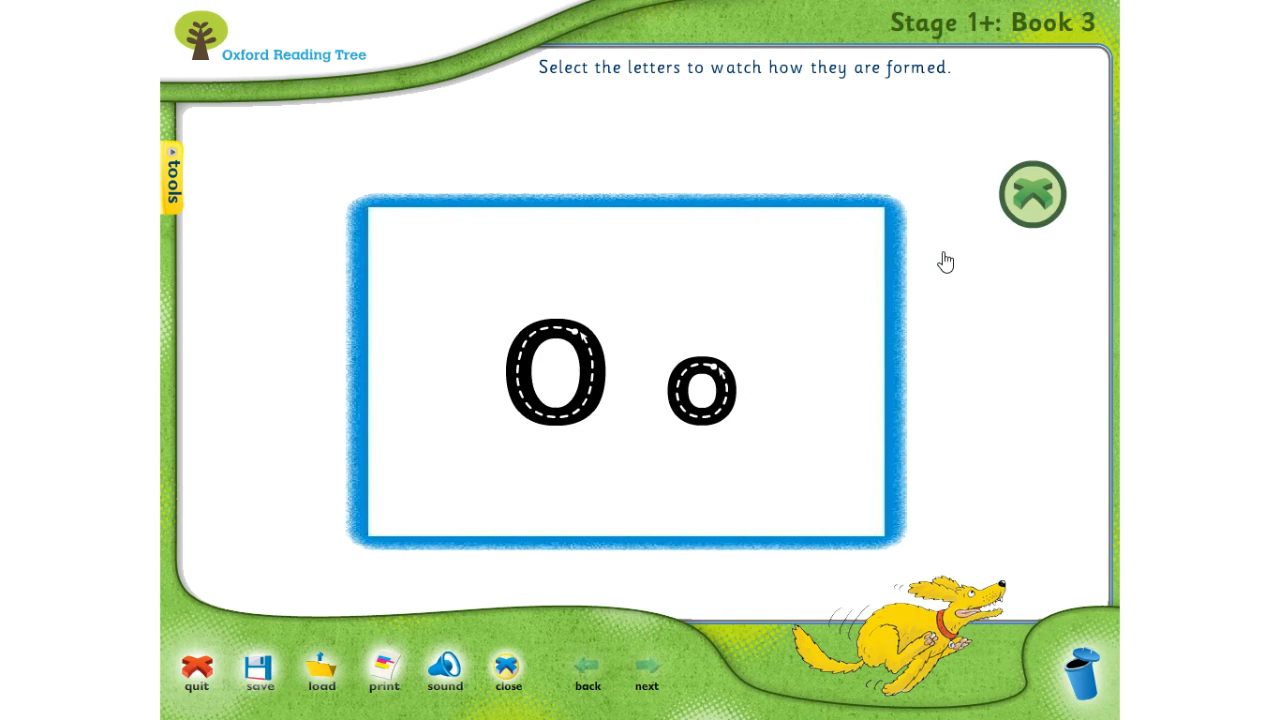 Stage 1+: Book 3
Oxford Reading Tree
Select the letters to watch how they are formed.
tools
O o
quit save load print sound close back next